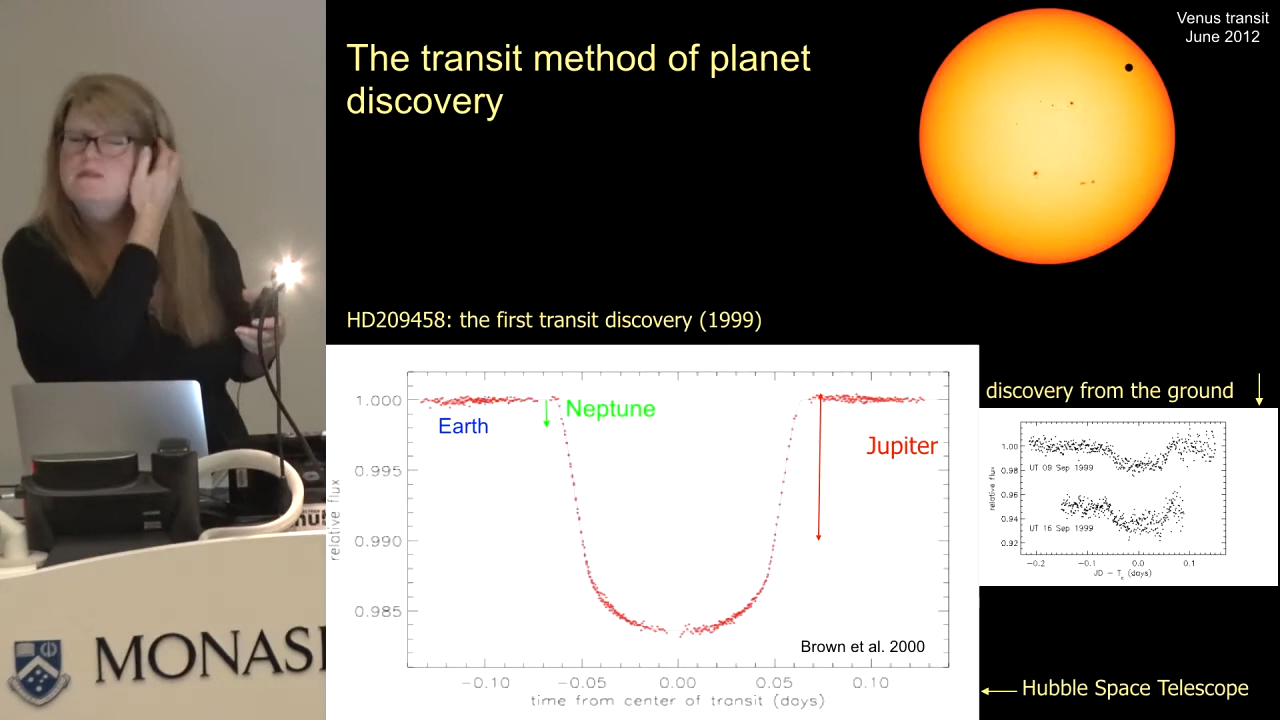 The transit method of planet
discovery
Venus transit
June 2012
HD209458: the first transit discovery (1999)
1.000
0.995
0.990
0.985
relative flux
Earth
Neptune
Jupiter
Brown et al. 2000
−0.10
−0.05
0.00
0.05
0.10
time from center of transit (days)
discovery from the ground
1.00
0.98
0.96
0.94
0.92
relative flux
UT 09 Sep 1999
UT 16 Sep 1999
−0.2
−0.1
0.0
0.1
JD − Tc (days)
Hubble Space Telescope
MONAS